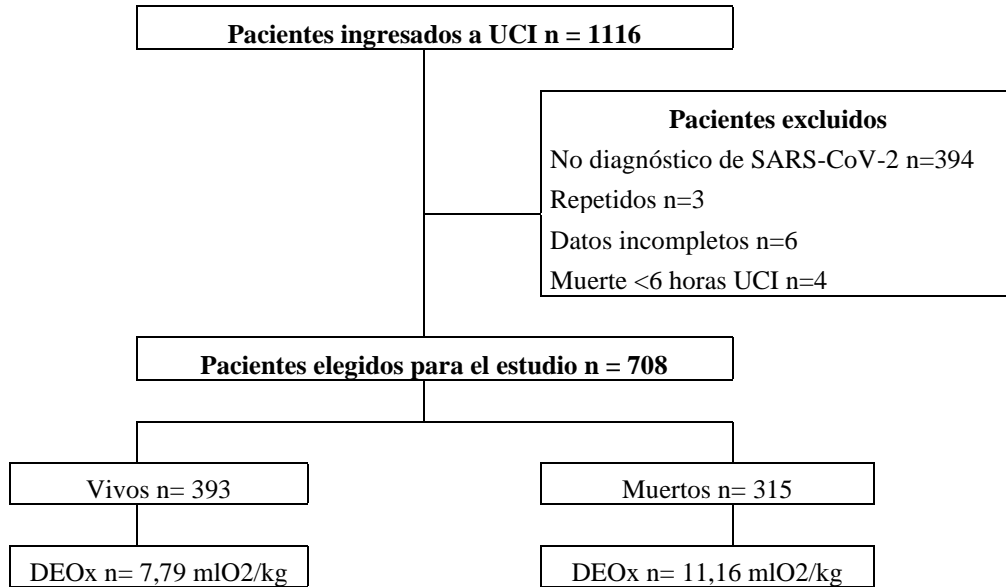 Pacientes ingresados a UCI n = 1116
Pacientes excluidos
No diagnóstico de SARS-CoV-2 n=394
Repetidos n=3
Datos incompletos n=6
Muerte <6 horas UCI n=4
Pacientes elegidos para el estudio n = 708
Vivos n= 393
Muertos n= 315
DEOx n= 7,79 mlO2/kg
DEOx n= 11,16 mlO2/kg